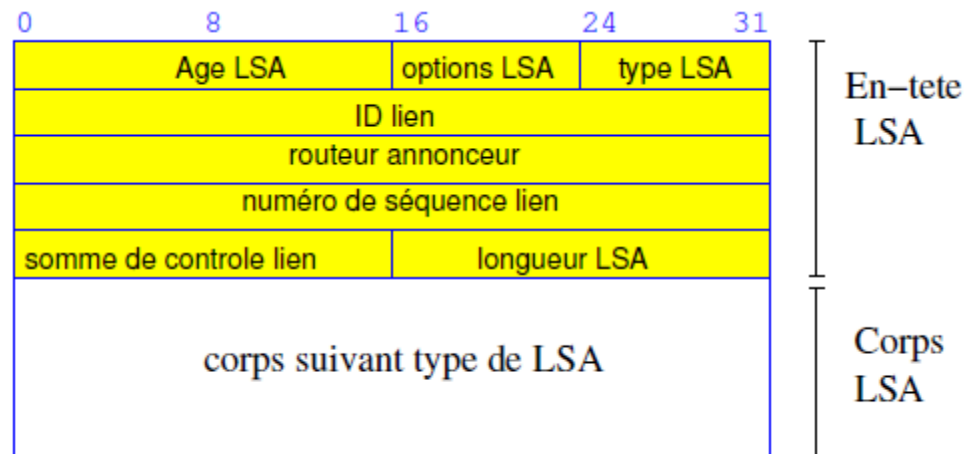 0 8 16 24 31
Age LSA options LSA type LSA
ID lien
routeur annonceur
numéro de séquence lien
somme de controle lien longueur LSA
En-tete
LSA
corps suivant type de LSA
Corps
LSA